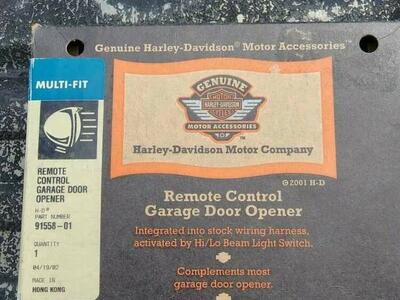 Genuine Harley-Davidson® Motor Accessories™
MULTI-FIT
REMOTE
CONTROL
GARAGE DOOR
OPENER
H-D®
PART NUMBER
91558-01
QUANTITY
1
04/19/02
MADE IN
HONG KONG
GENUINE
MOTOR
HARLEY-DAVIDSON
CYCLES
MOTOR ACCESSORIES
™
Harley-Davidson Motor Company
©2001 H-D
Remote Control
Garage Door Opener
Integrated into stock wiring harness,
activated by Hi/Lo Beam Light Switch.
Complements most
garage door opener.